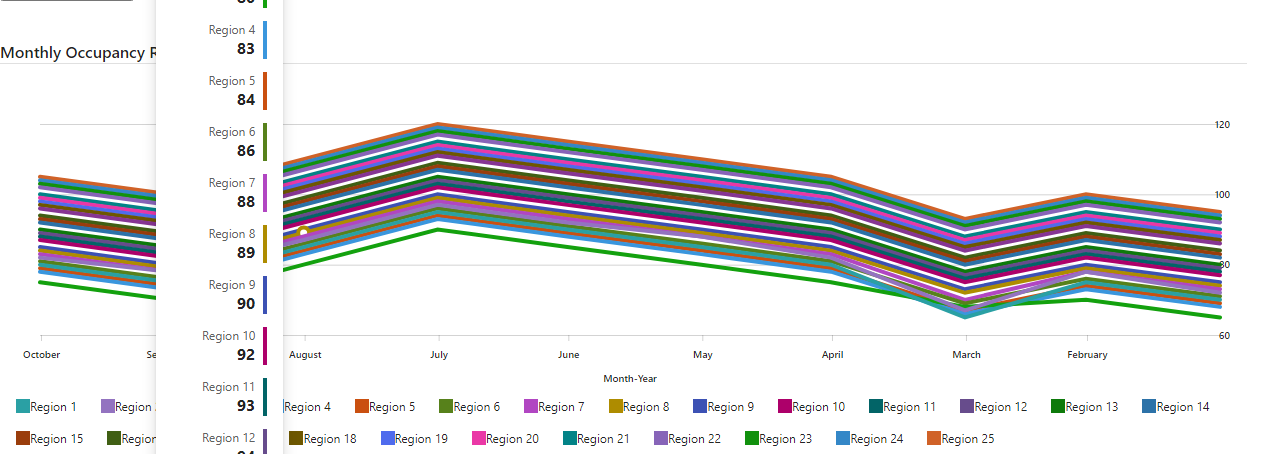 Region 4
83
Monthly Occupancy R
Region 5
84
120
Region 6
86
Region 7
88
100
Region 8
89
80
Region 9
90
60
Region 10
92
October
August
July
June
May
April
March
February
Month-Year
Region 11
93
Region 1
Region
Region 4
Region 5
Region 6
Region 7
Region 8
Region 9
Region 10
Region 11
Region 12
Region 13
Region 14
Region 12
Region 15
Region 18
Region 19
Region 20
Region 21
Region 22
Region 23
Region 24
Region 25